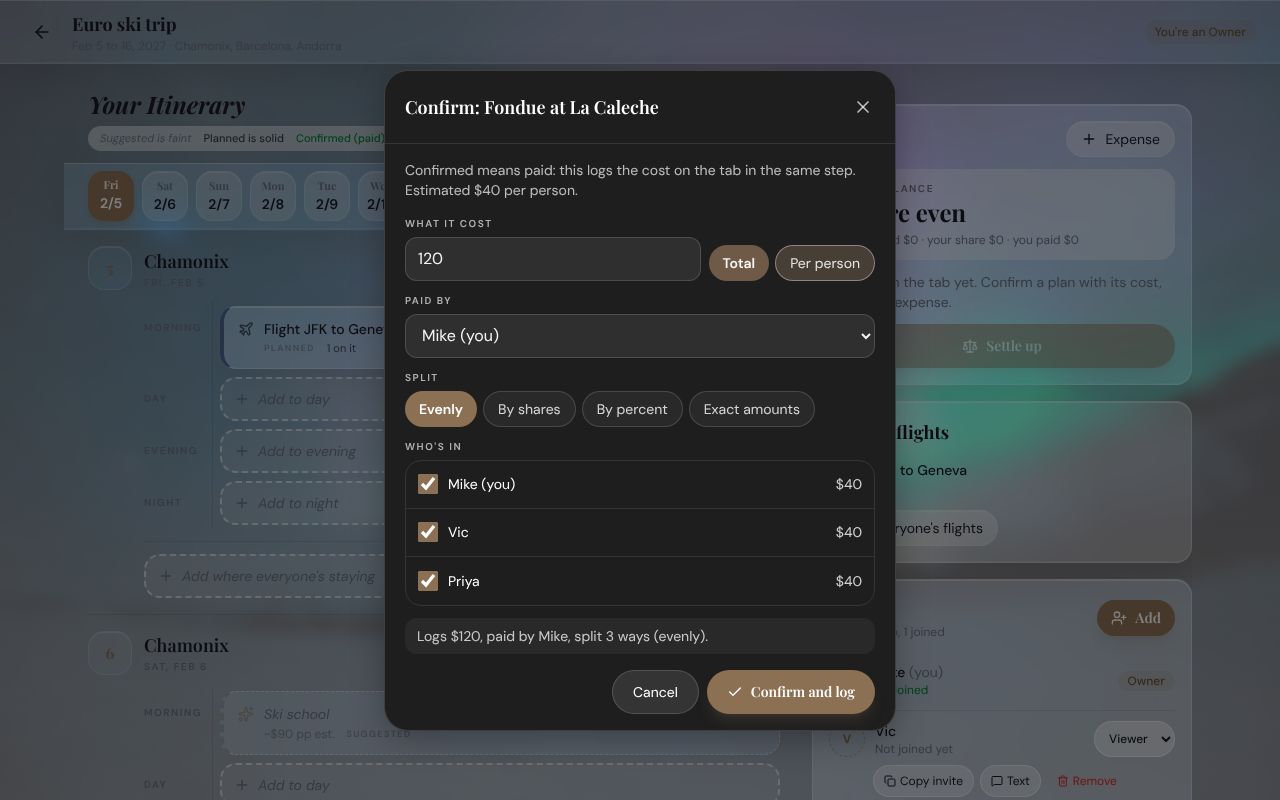 Euro ski trip
Feb 5 to 16, 2027 · Chamonix, Barcelona, Andorra
You're an Owner
Your Itinerary
Suggested is faint Planned is solid Confirmed (paid)
Fri 2/5
Sat 2/6
Sun 2/7
Mon 2/8
Tue 2/9
5
Chamonix
FRI, FEB 5
MORNING
Flight JFK to Gene
PLANNED 1 on it
DAY
+ Add to day
EVENING
+ Add to evening
NIGHT
+ Add to night
+ Add where everyone's staying
6
Chamonix
SAT, FEB 6
MORNING
Ski school
~$90 pp est. SUGGESTED
DAY
+ Add to day
Confirm: Fondue at La Caleche
Confirmed means paid: this logs the cost on the tab in the same step.
Estimated $40 per person.
WHAT IT COST
120
Total
Per person
PAID BY
Mike (you)
SPLIT
Evenly
By shares
By percent
Exact amounts
WHO'S IN
Mike (you) $40
Vic $40
Priya $40
Logs $120, paid by Mike, split 3 ways (evenly).
Cancel
Confirm and log
+ Expense
LANCE
re even
d $0 · your share $0 · you paid $0
the tab yet. Confirm a plan with its cost,
expense.
Settle up
flights
to Geneva
ryone's flights
Add
, 1 joined
(you)
oined
Owner
V
Vic
Not joined yet
Viewer
Copy invite
Text
Remove